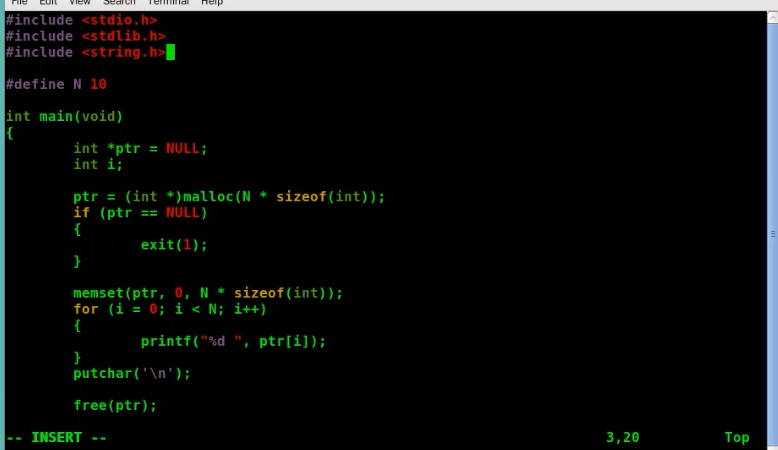 File Edit View Search Terminal Help
#include <stdio.h>
#include <stdlib.h>
#include <string.h>
#define N 10
int main(void)
{
int *ptr = NULL;
int i;
ptr = (int *)malloc(N * sizeof(int));
if (ptr == NULL)
{
exit(1);
}
memset(ptr, 0, N * sizeof(int));
for (i = 0; i < N; i++)
{
printf("%d ", ptr[i]);
}
putchar('\n');
free(ptr);
-- INSERT -- 3,20 Top